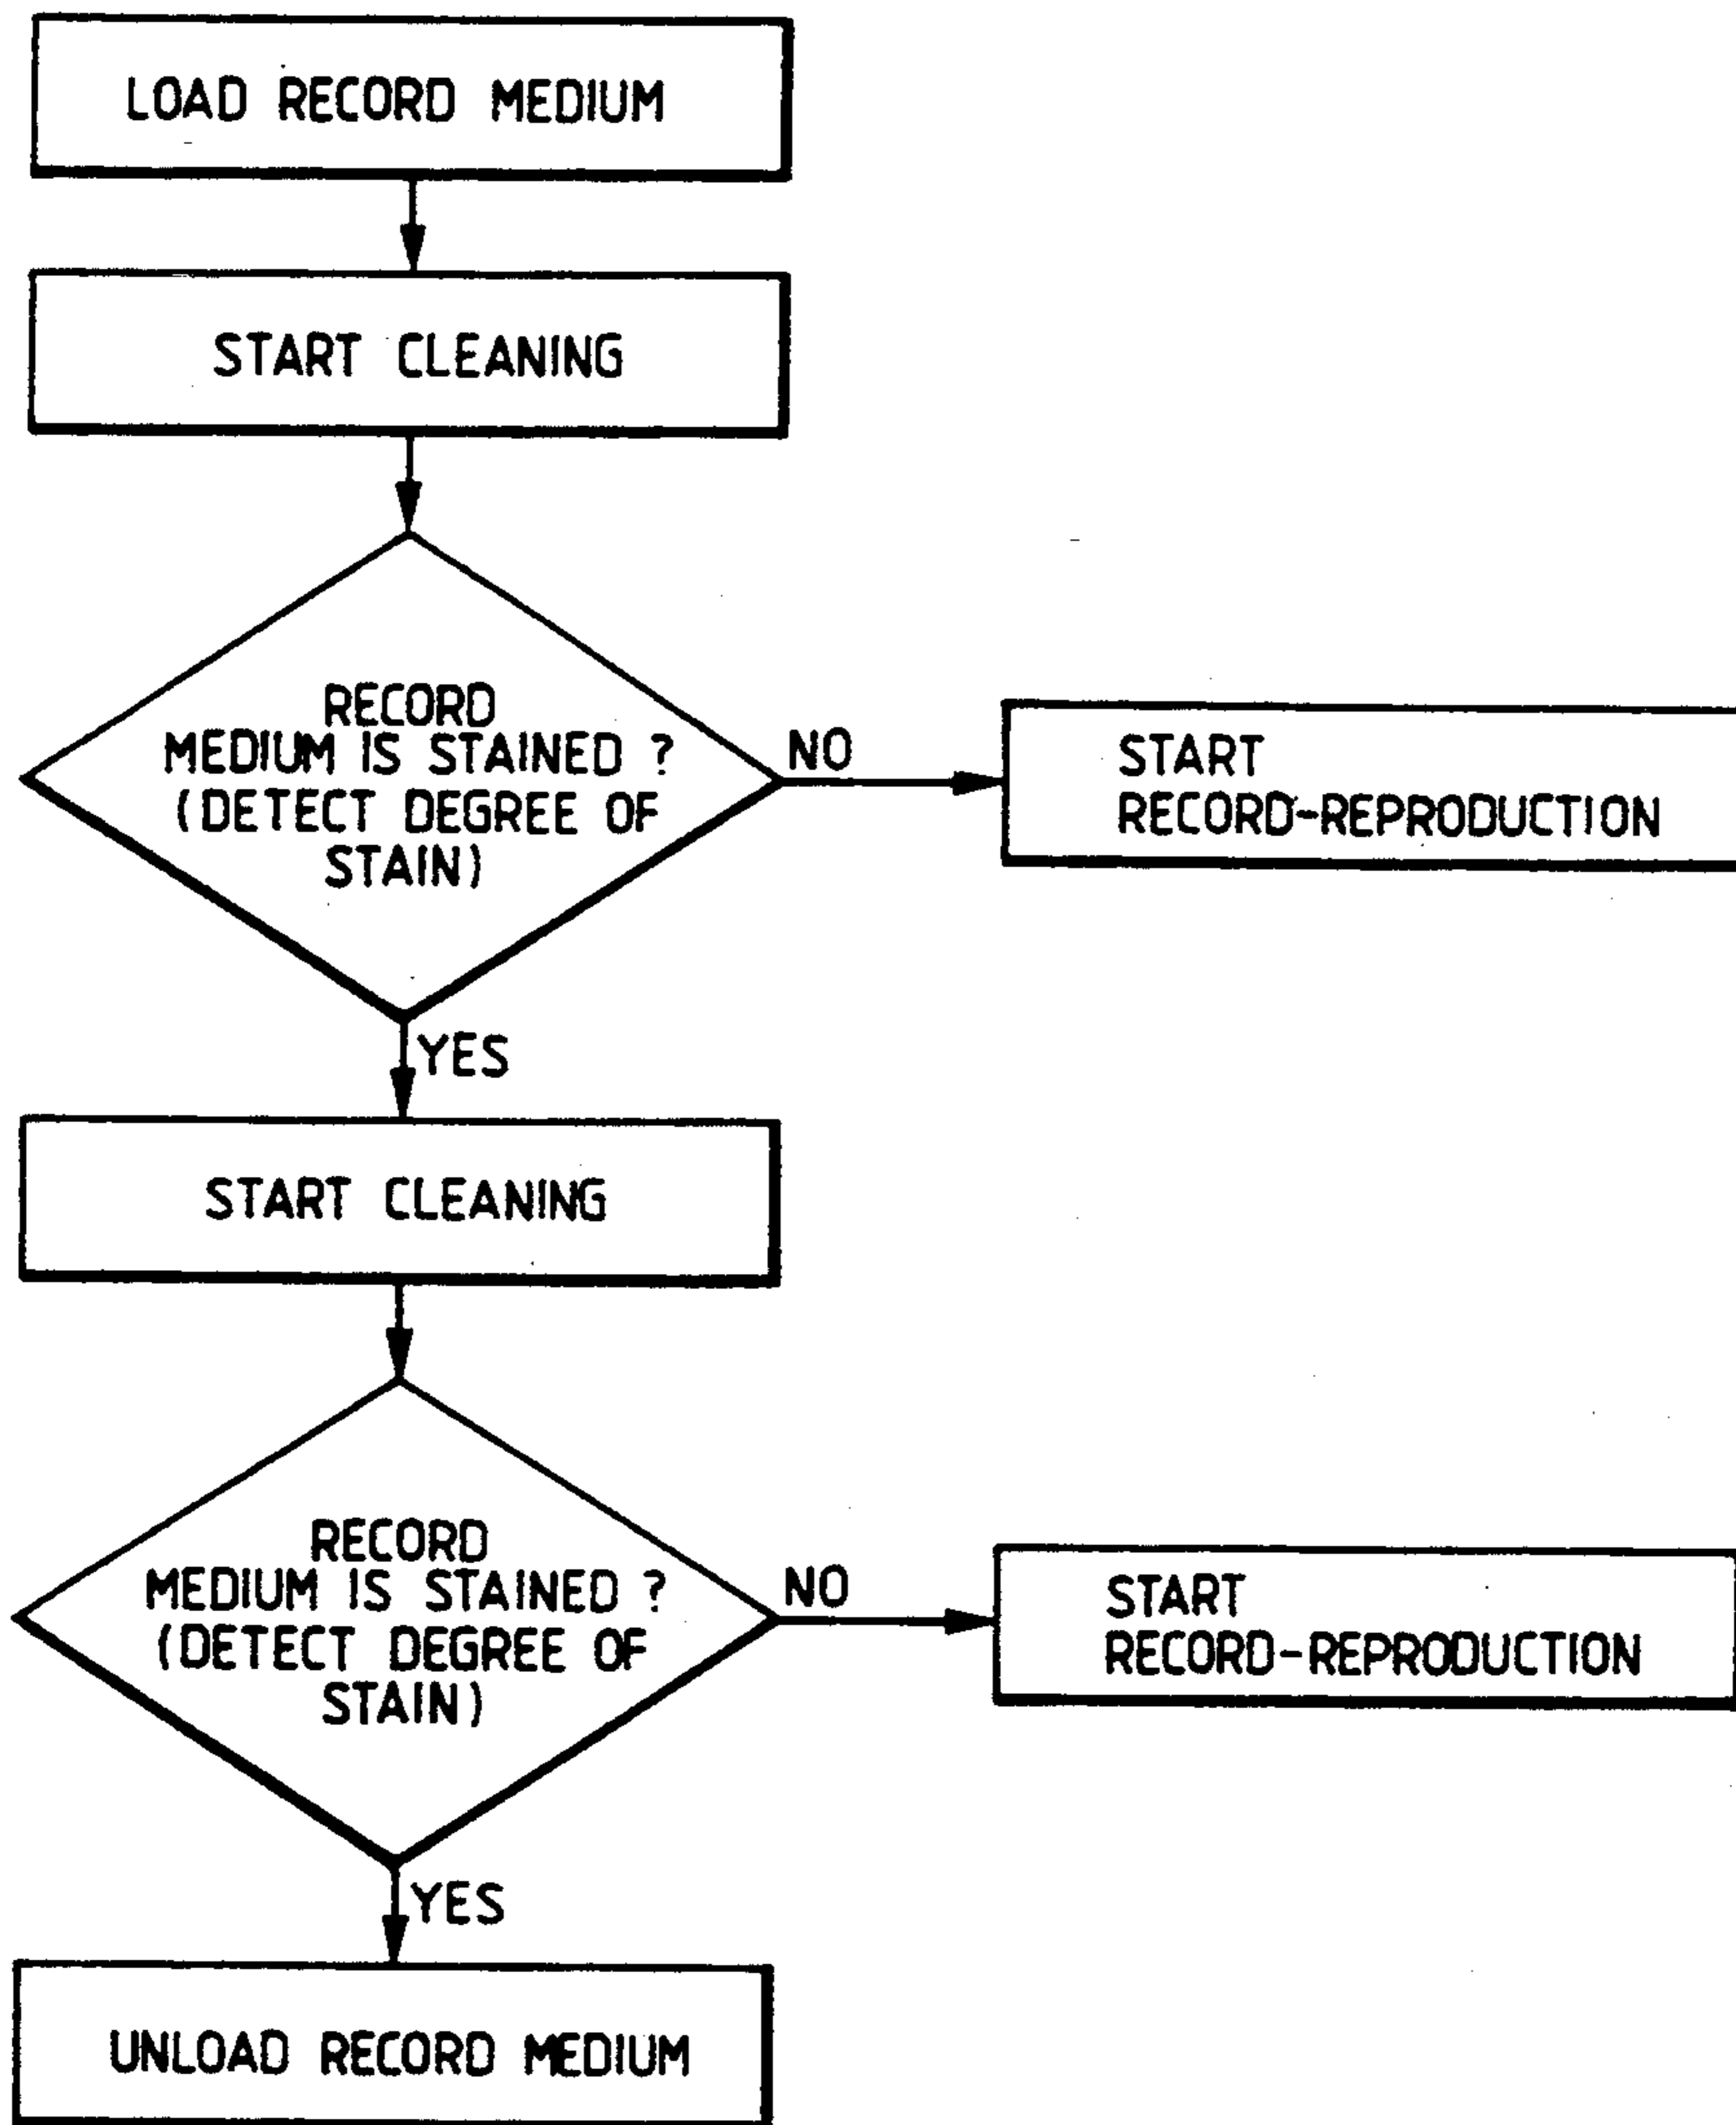 LOAD RECORD MEDIUM
START CLEANING
RECORD
MEDIUM IS STAINED ?
(DETECT DEGREE OF
STAIN)
NO
START
RECORD-REPRODUCTION
YES
START CLEANING
RECORD
MEDIUM IS STAINED ?
(DETECT DEGREE OF
STAIN)
NO
START
RECORD-REPRODUCTION
YES
UNLOAD RECORD MEDIUM